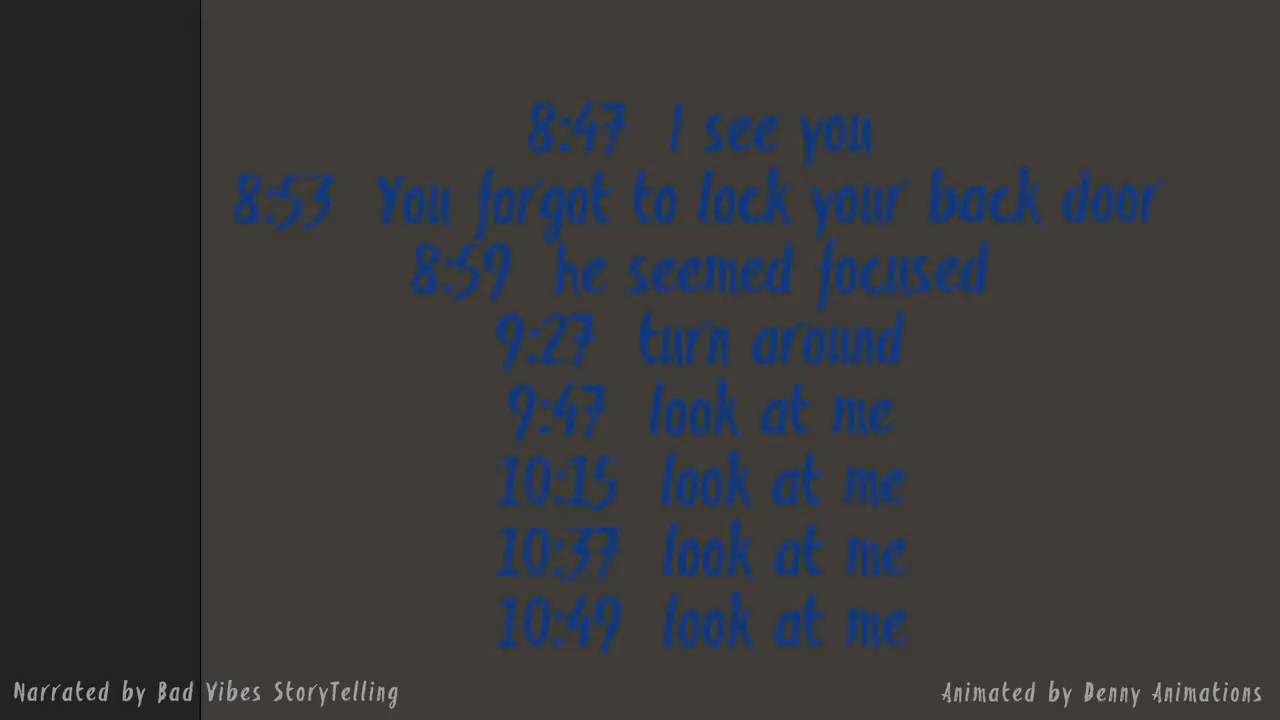 8:47 I see you
8:53 You forgot to lock your back door
8:59 he seemed focused
9:27 turn around
9:47 look at me
10:15 look at me
10:37 look at me
10:49 look at me
Narrated by Bad Vibes StoryTelling
Animated by Denny Animations